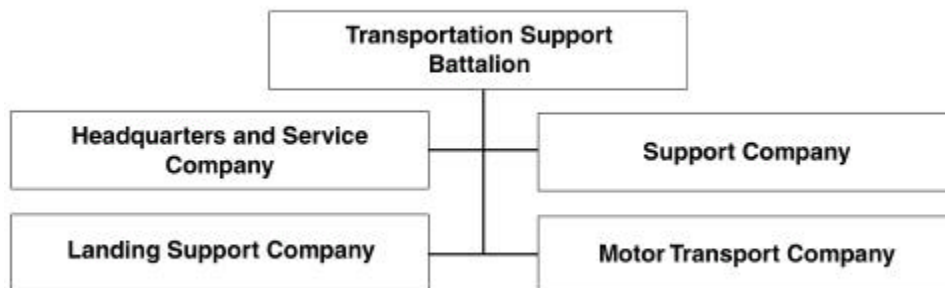 Transportation Support
Battalion
Headquarters and Service
Company
Support Company
Landing Support Company
Motor Transport Company